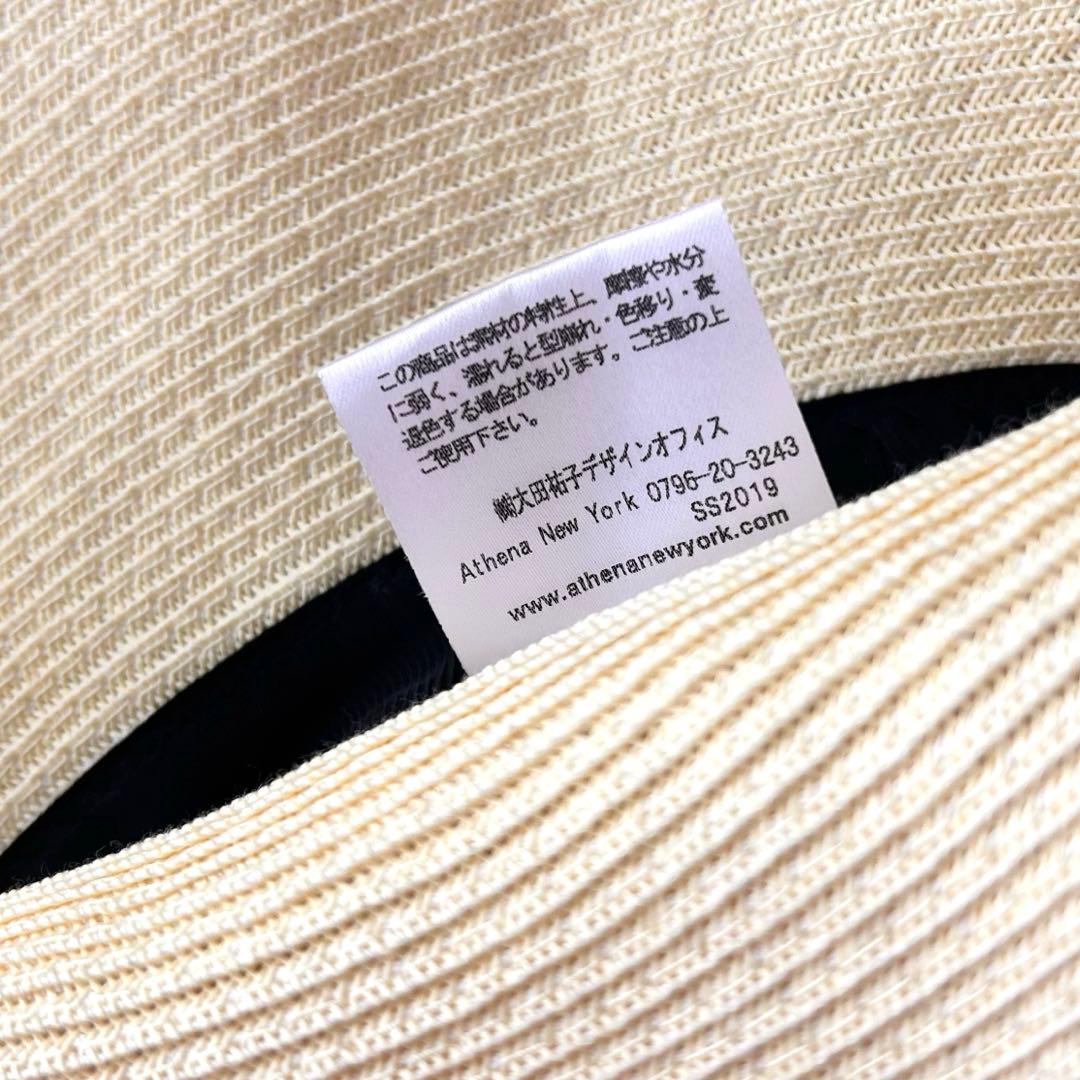 この商品は素材の特性上、摩擦や水分
に弱く、濡れると型崩れ・色移り・変
退色する場合があります。ご注意の上
ご使用下さい。
㈱太田祐子デザインオフィス
Athena New York 0796-20-3243
SS2019
www.athenanewyork.com